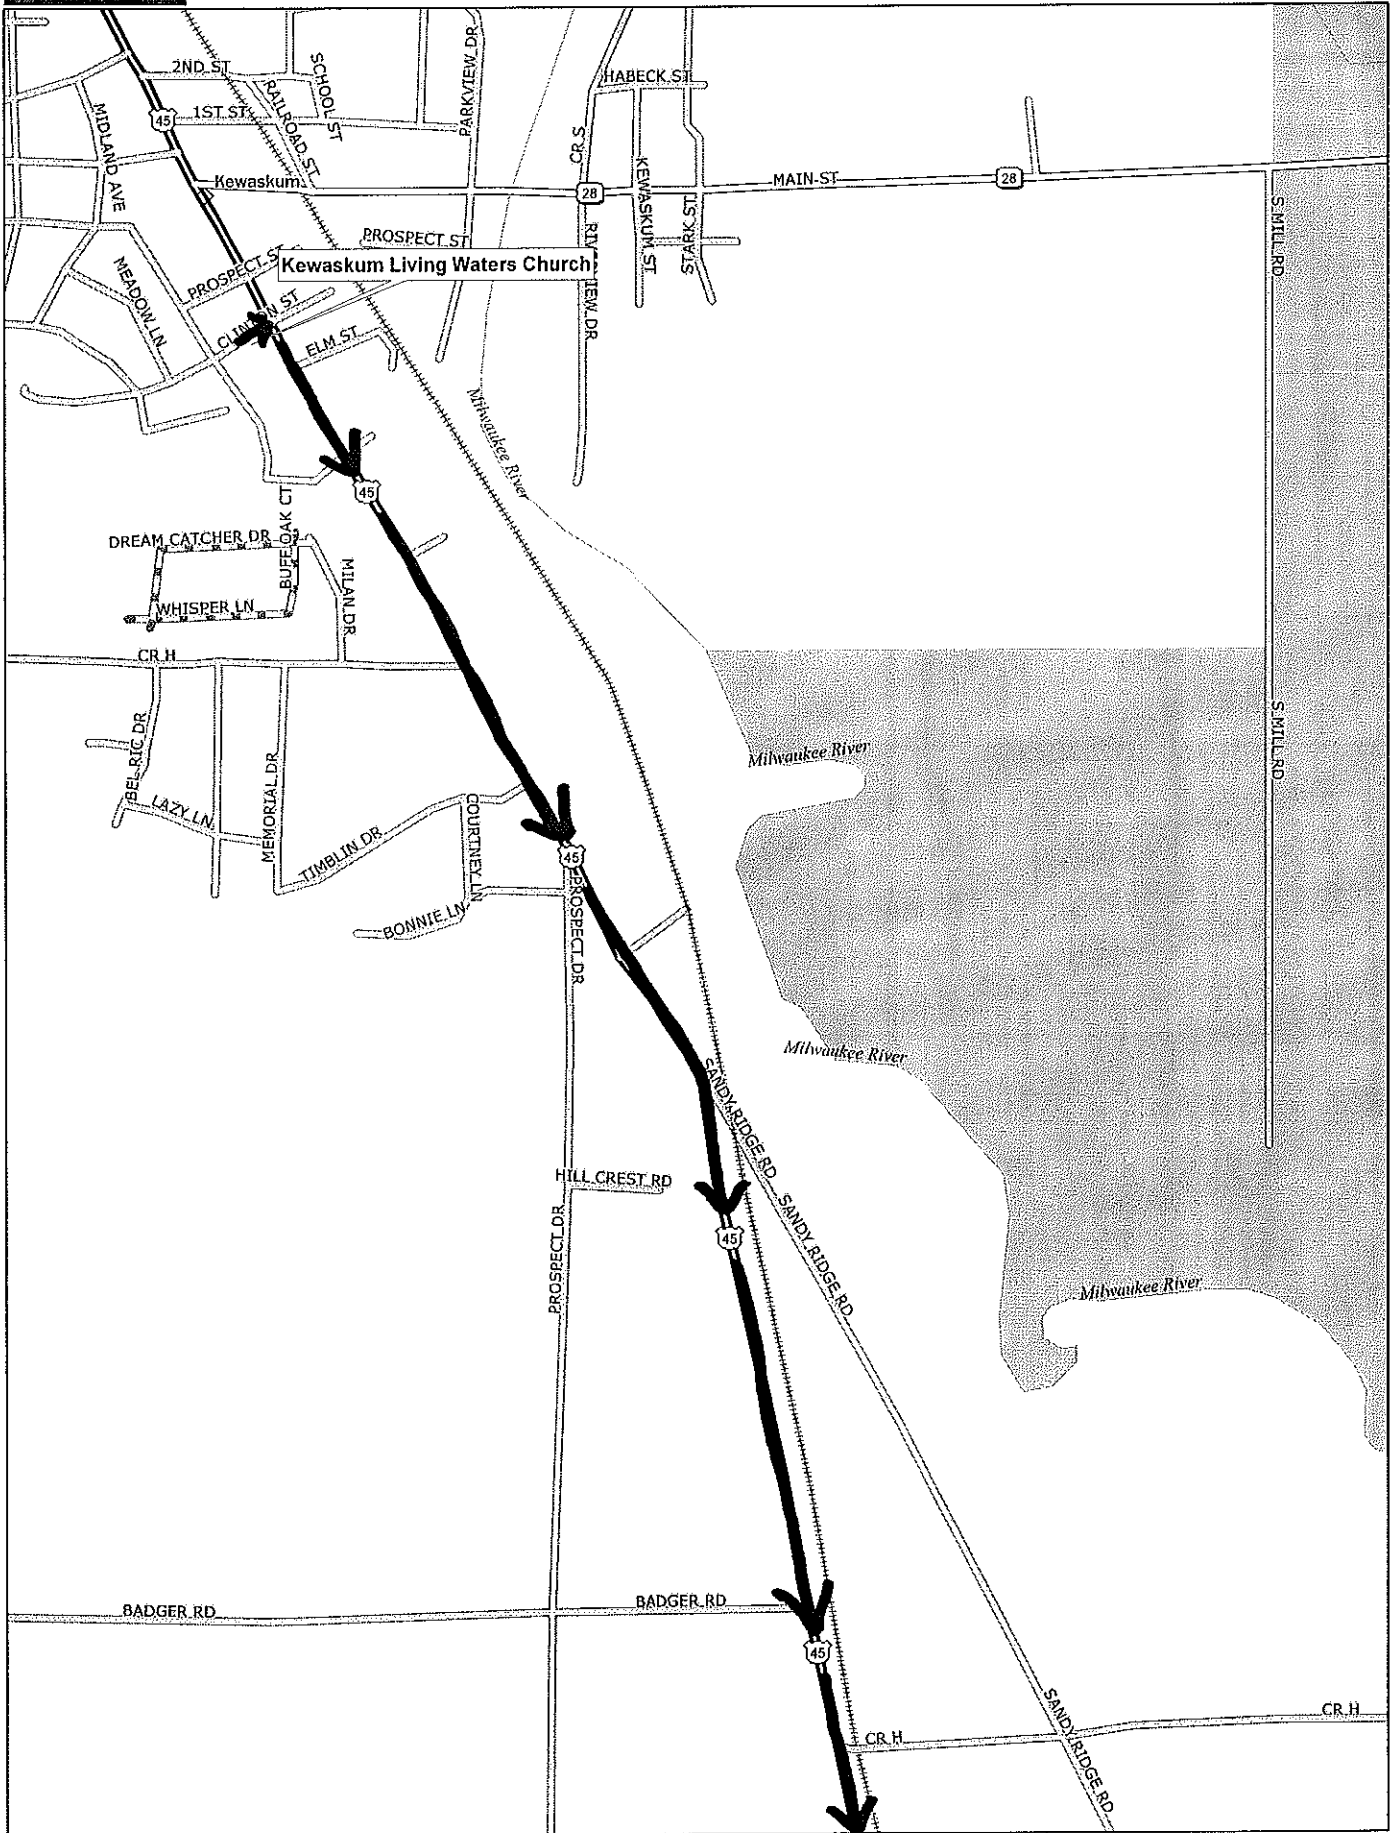 2ND ST
SCHOOL ST
PARKVIEW DR
HABECK ST
MIDLAND AVE
45
1ST ST
RAILROAD ST
CR S
KEWASKUM ST
STARK ST
Kewaskum
28
MAIN ST
28
S MILL RD
PROSPECT ST
PROSPECT ST
Kewaskum Living Waters Church
RIVERVIEW DR
MEADOW LN
CLINTON ST
ELM ST
Milwaukee River
45
BUFF OAK CT
DREAM CATCHER DR
MILAN DR
WHISPER LN
CR H
BEL RIC DR
S MILL RD
Milwaukee River
MEMORIAL DR
LAZY LN
COURTNEY LN
TIMBLIN DR
45
PROSPECT DR
BONNIE LN
Milwaukee River
SANDY RIDGE RD
HILL CREST RD
SANDY RIDGE RD
PROSPECT DR
45
Milwaukee River
BADGER RD
BADGER RD
45
SANDY RIDGE RD
CR H
CR H